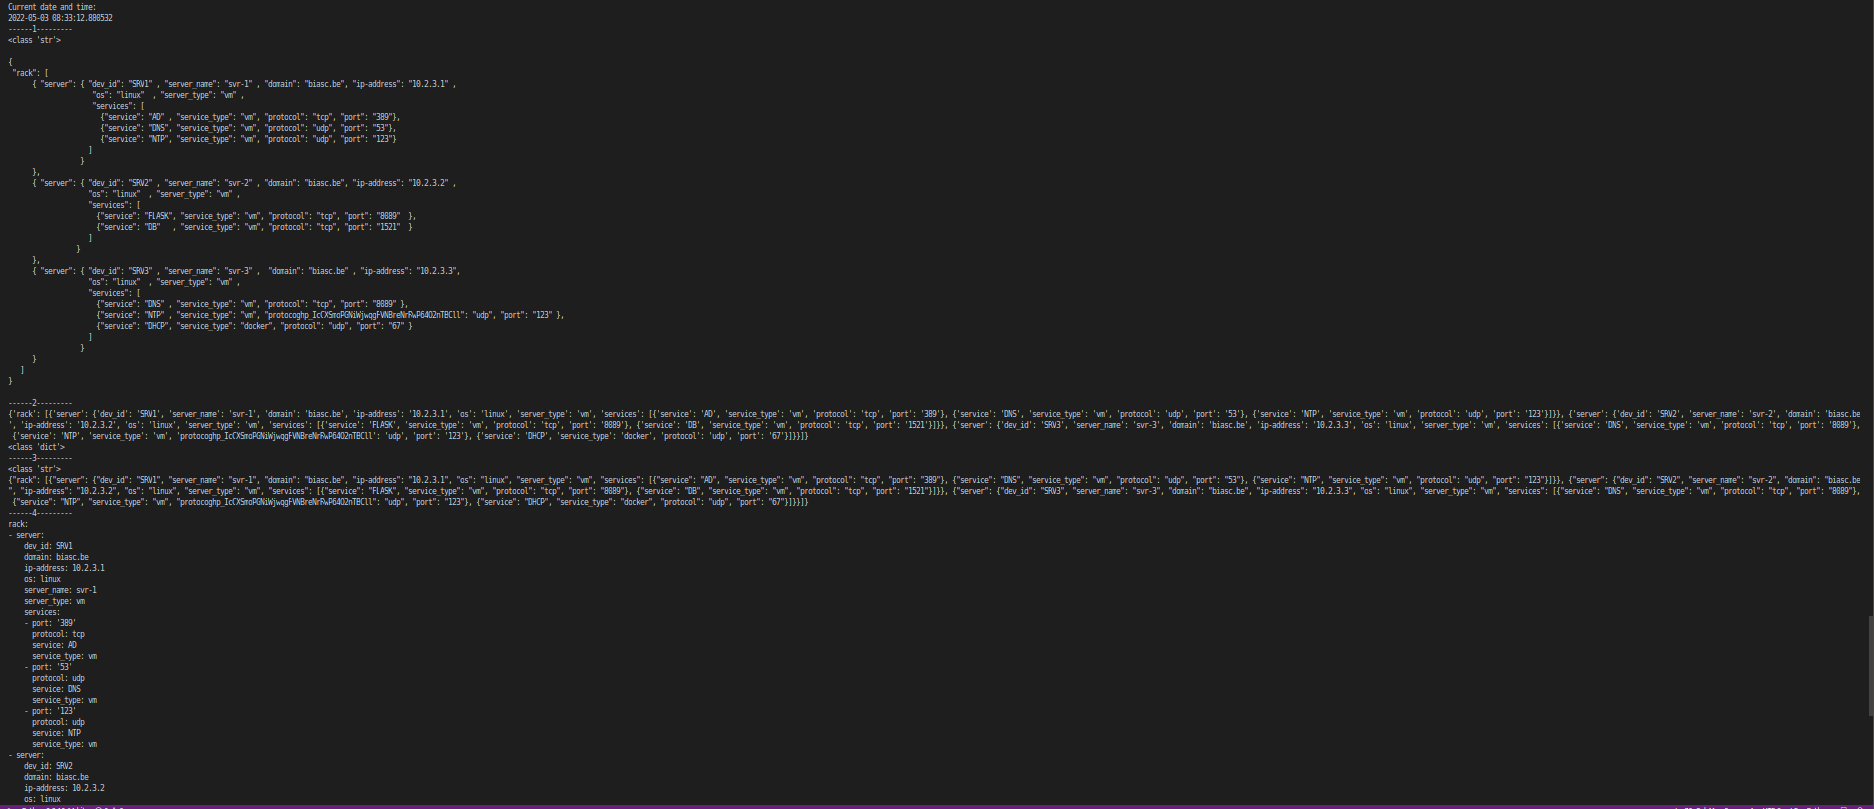 Current date and time:
2022-05-03 08:33:12.880532
------1---------
<class 'str'>
{
"rack": [
{ "server": { "dev_id": "SRV1" , "server_name": "svr-1" , "domain": "biasc.be", "ip-address": "10.2.3.1" ,
"os": "linux"  , "server_type": "vm" ,
"services": [
{"service": "AD" , "service_type": "vm", "protocol": "tcp", "port": "389"},
{"service": "DNS", "service_type": "vm", "protocol": "udp", "port": "53"},
{"service": "NTP", "service_type": "vm", "protocol": "udp", "port": "123"}
]
}
},
{ "server": { "dev_id": "SRV2" , "server_name": "svr-2" , "domain": "biasc.be", "ip-address": "10.2.3.2" ,
"os": "linux"  , "server_type": "vm" ,
"services": [
{"service": "FLASK", "service_type": "vm", "protocol": "tcp", "port": "8089"  },
{"service": "DB"   , "service_type": "vm", "protocol": "tcp", "port": "1521"  }
]
}
},
{ "server": { "dev_id": "SRV3" , "server_name": "svr-3" ,  "domain": "biasc.be" , "ip-address": "10.2.3.3",
"os": "linux"  , "server_type": "vm" ,
"services": [
{"service": "DNS" , "service_type": "vm", "protocol": "tcp", "port": "8089" },
{"service": "NTP" , "service_type": "vm", : "udp", "port": "123" },
{"service": "DHCP", "service_type": "docker", "protocol": "udp", "port": "67" }
]
}
}
]
}
------2---------
{'rack': [{'server': {'dev_id': 'SRV1', 'server_name': 'svr-1', 'domain': 'biasc.be', 'ip-address': '10.2.3.1', 'os': 'linux', 'server_type': 'vm', 'services': [{'service': 'AD', 'service_type': 'vm', 'protocol': 'tcp', 'port': '389'}, {'service': 'DNS', 'service_type': 'vm', 'protocol': 'udp', 'port': '53'}, {'service': 'NTP', 'service_type': 'vm', 'protocol': 'udp', 'port': '123'}]}}, {'server': {'dev_id': 'SRV2', 'server_name': 'svr-2', 'domain': 'biasc.be
', 'ip-address': '10.2.3.2', 'os': 'linux', 'server_type': 'vm', 'services': [{'service': 'FLASK', 'service_type': 'vm', 'protocol': 'tcp', 'port': '8089'}, {'service': 'DB', 'service_type': 'vm', 'protocol': 'tcp', 'port': '1521'}]}}, {'server': {'dev_id': 'SRV3', 'server_name': 'svr-3', 'domain': 'biasc.be', 'ip-address': '10.2.3.3', 'os': 'linux', 'server_type': 'vm', 'services': [{'service': 'DNS', 'service_type': 'vm', 'protocol': 'tcp', 'port': '8089'},
{'service': 'NTP', 'service_type': 'vm', : 'udp', 'port': '123'}, {'service': 'DHCP', 'service_type': 'docker', 'protocol': 'udp', 'port': '67'}]}}]}
<class 'dict'>
------3---------
<class 'str'>
{"rack": [{"server": {"dev_id": "SRV1", "server_name": "svr-1", "domain": "biasc.be", "ip-address": "10.2.3.1", "os": "linux", "server_type": "vm", "services": [{"service": "AD", "service_type": "vm", "protocol": "tcp", "port": "389"}, {"service": "DNS", "service_type": "vm", "protocol": "udp", "port": "53"}, {"service": "NTP", "service_type": "vm", "protocol": "udp", "port": "123"}]}}, {"server": {"dev_id": "SRV2", "server_name": "svr-2", "domain": "biasc.be
", "ip-address": "10.2.3.2", "os": "linux", "server_type": "vm", "services": [{"service": "FLASK", "service_type": "vm", "protocol": "tcp", "port": "8089"}, {"service": "DB", "service_type": "vm", "protocol": "tcp", "port": "1521"}]}}, {"server": {"dev_id": "SRV3", "server_name": "svr-3", "domain": "biasc.be", "ip-address": "10.2.3.3", "os": "linux", "server_type": "vm", "services": [{"service": "DNS", "service_type": "vm", "protocol": "tcp", "port": "8089"},
{"service": "NTP", "service_type": "vm", : "udp", "port": "123"}, {"service": "DHCP", "service_type": "docker", "protocol": "udp", "port": "67"}]}}]}
------4---------
rack:
- server:
dev_id: SRV1
domain: biasc.be
ip-address: 10.2.3.1
os: linux
server_name: svr-1
server_type: vm
services:
- port: '389'
protocol: tcp
service: AD
service_type: vm
- port: '53'
protocol: udp
service: DNS
service_type: vm
- port: '123'
protocol: udp
service: NTP
service_type: vm
- server:
dev_id: SRV2
domain: biasc.be
ip-address: 10.2.3.2
os: linux